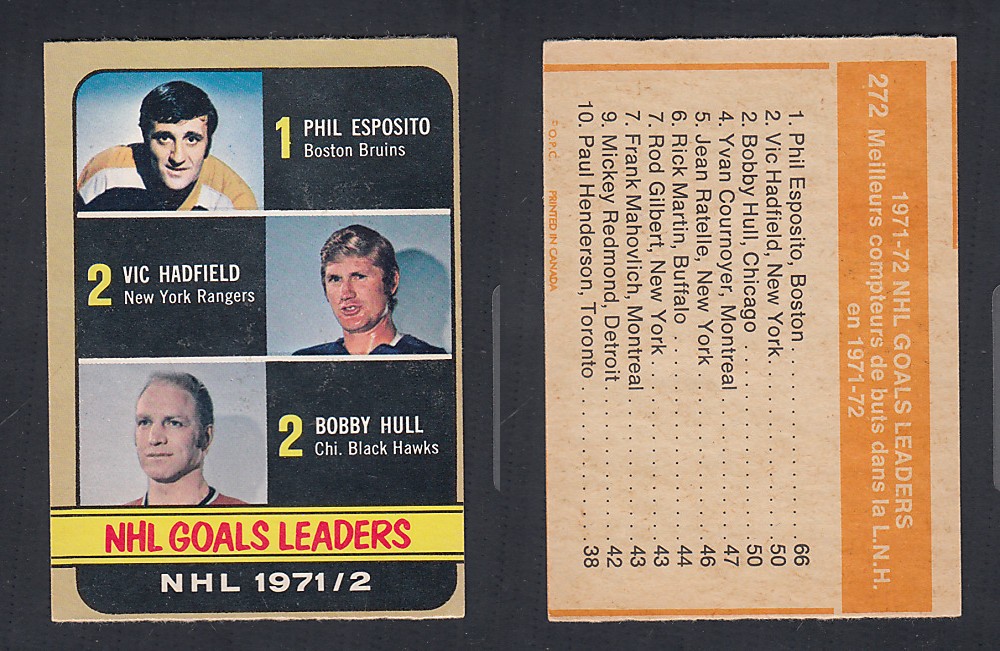 1 PHIL ESPOSITO
Boston Bruins
2 VIC HADFIELD
New York Rangers
2 BOBBY HULL
Chi. Black Hawks
NHL GOALS LEADERS
NHL 1971/2
272
1971-72 NHL GOALS LEADERS
Meilleurs compteurs de buts dans la L.N.H.
en 1971-72
1. Phil Esposito, Boston . . . . . . . . . . . . . . 66
2. Vic Hadfield, New York . . . . . . . . . . . . . 50
2. Bobby Hull, Chicago . . . . . . . . . . . . . . . 50
4. Yvan Cournoyer, Montreal . . . . . . . . . . . 47
5. Jean Ratelle, New York . . . . . . . . . . . . . 46
6. Rick Martin, Buffalo . . . . . . . . . . . . . . . . 44
7. Rod Gilbert, New York . . . . . . . . . . . . . . 43
7. Frank Mahovlich, Montreal . . . . . . . . . . . 43
9. Mickey Redmond, Detroit . . . . . . . . . . . . 42
10. Paul Henderson, Toronto . . . . . . . . . . . 38
© O.P.C. PRINTED IN CANADA